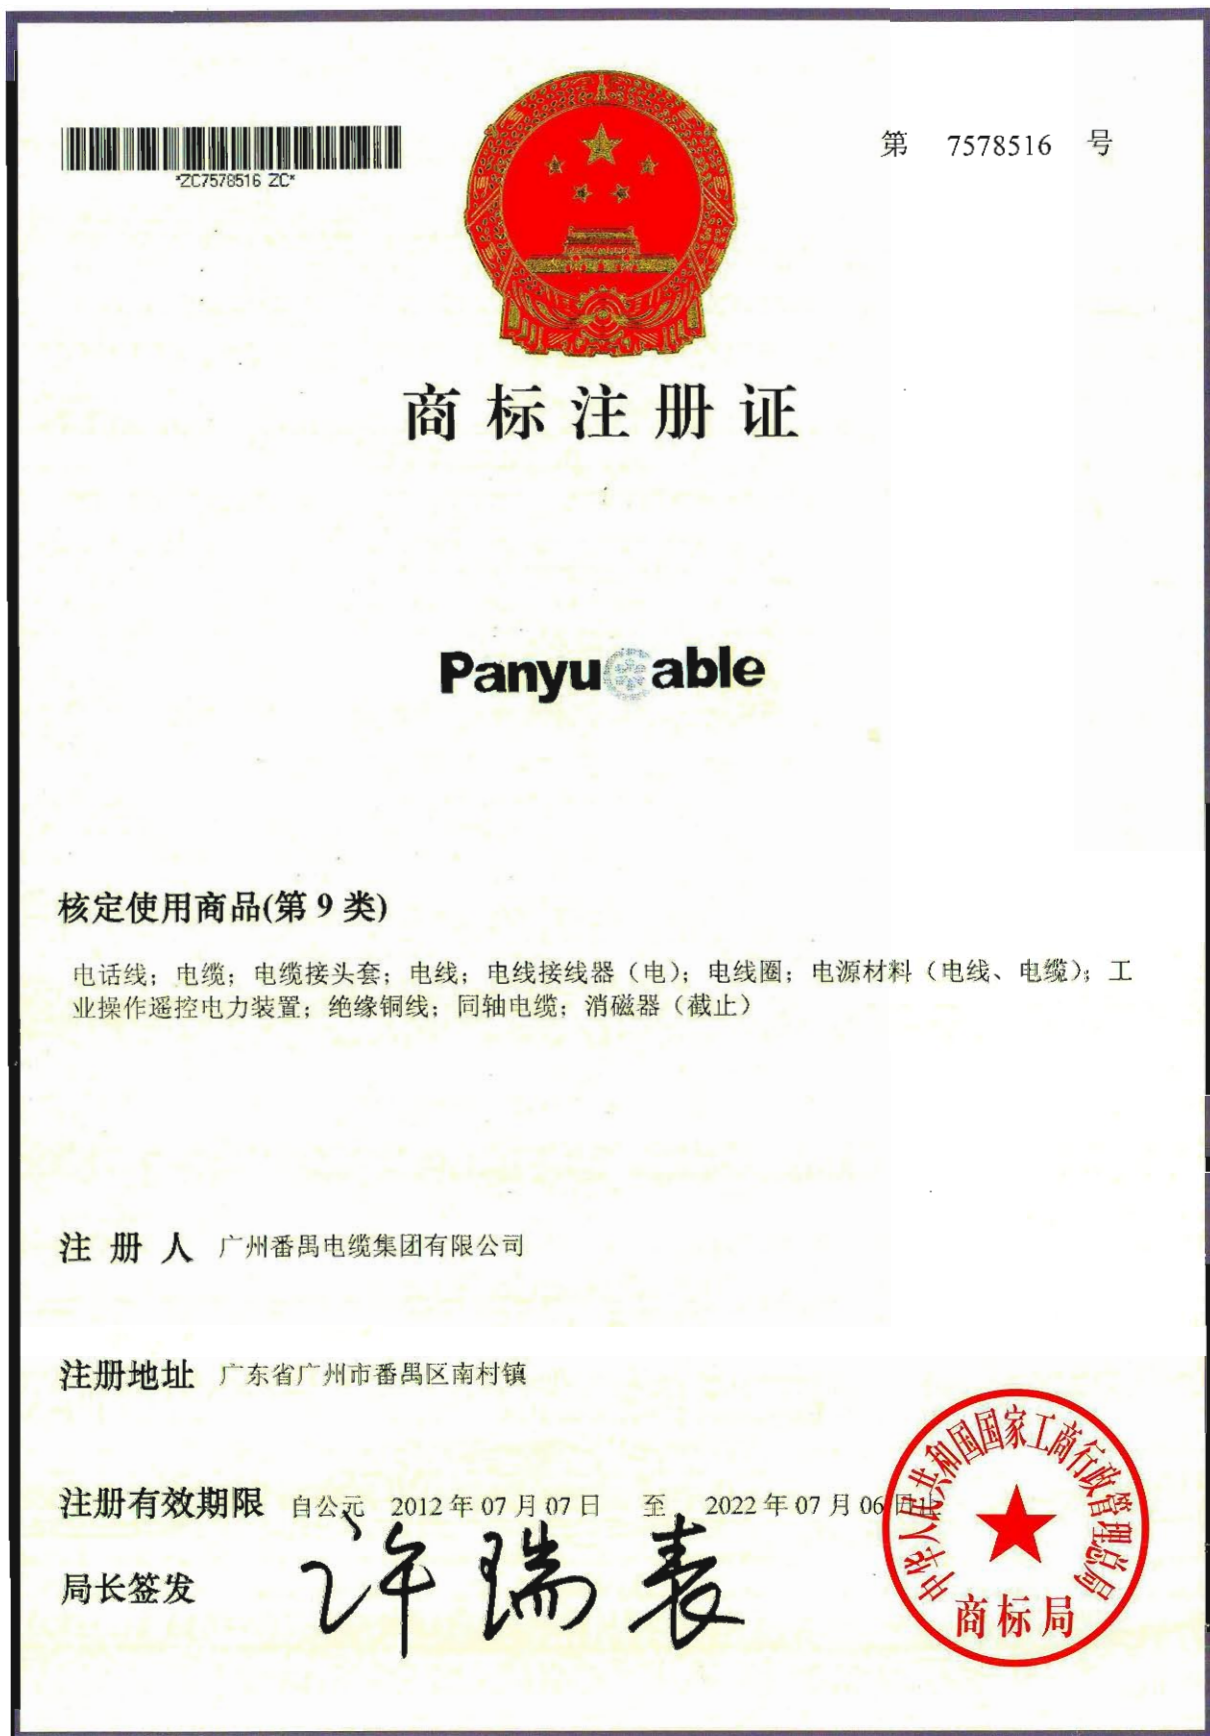 *ZC7578516 ZC*
第 7578516 号
商标注册证
Panyu Cable
核定使用商品(第 9 类)
电话线；电缆；电缆接头套；电线；电线接线器（电）；电线圈；电源材料（电线、电缆）；工
业操作遥控电力装置；绝缘铜线；同轴电缆；消磁器（截止）
注 册 人 广州番禺电缆集团有限公司
注册地址 广东省广州市番禺区南村镇
注册有效期限 自公元 2012 年 07 月 07 日 至 2022 年 07 月 06 日止
局长签发 许瑞表
中华人民共和国国家工商行政管理总局
商标局